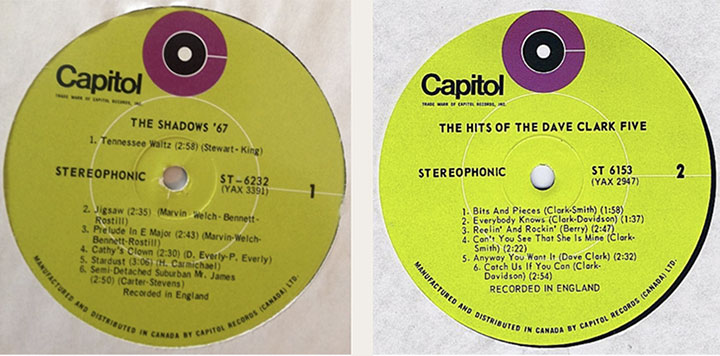 Capitol
TRADE MARK OF CAPITOL RECORDS, INC.
THE SHADOWS '67
1. Tennessee Waltz (2:58) (Stewart-King)
STEREOPHONIC
ST-6232
(YAX 3391)
1
2. Jigsaw (2:35) (Marvin-Welch-Bennett-
Rostill)
3. Prelude In E Major (2:43) (Marvin-Welch-
Bennett-Rostill)
4. Cathy's Clown (2:30) (D. Everly-P. Everly)
5. Stardust (3:06) (H. Carmichael)
6. Semi-Detached Suburban Mr. James
(2:50) (Carter-Stevens)
Recorded in England
MANUFACTURED AND DISTRIBUTED IN CANADA BY CAPITOL RECORDS (CANADA) LTD.
Capitol
TRADE MARK OF CAPITOL RECORDS, INC.
THE HITS OF THE DAVE CLARK FIVE
STEREOPHONIC
ST 6153
(YAX 2947)
2
1. Bits And Pieces (Clark-Smith) (1:58)
2. Everybody Knows (Clark-Davidson) (1:37)
3. Reelin' And Rockin' (Berry) (2:47)
4. Can't You See That She Is Mine (Clark-
Smith) (2:22)
5. Anyway You Want It (Dave Clark) (2:32)
6. Catch Us If You Can (Clark-
Davidson) (2:54)
RECORDED IN ENGLAND
MANUFACTURED AND DISTRIBUTED IN CANADA BY CAPITOL RECORDS (CANADA) LTD.